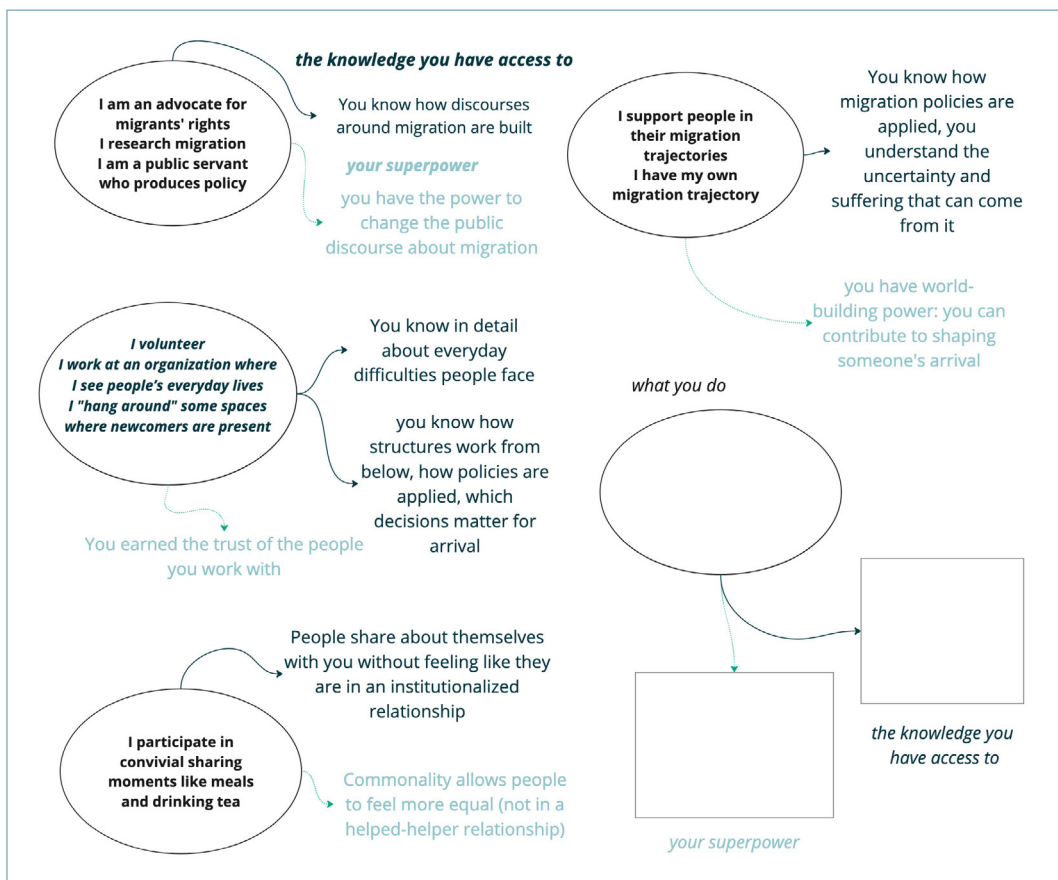 the knowledge you have access to
I am an advocate for
migrants' rights
I research migration
I am a public servant
who produces policy
You know how discourses
around migration are built
your superpower
you have the power to
change the public
discourse about migration
I support people in
their migration
trajectories
I have my own
migration trajectory
You know how
migration policies are
applied, you
understand the
uncertainty and
suffering that can come
from it
you have world-
building power: you can
contribute to shaping
someone's arrival
I volunteer
I work at an organization where
I see people’s everyday lives
I "hang around" some spaces
where newcomers are present
You know in detail
about everyday
difficulties people face
you know how
structures work from
below, how policies are
applied, which
decisions matter for
arrival
You earned the trust of the people
you work with
what you do
the knowledge you
have access to
your superpower
People share about themselves
with you without feeling like they
are in an institutionalized
relationship
I participate in
convivial sharing
moments like meals
and drinking tea
Commonality allows people
to feel more equal (not in a
helped-helper relationship)